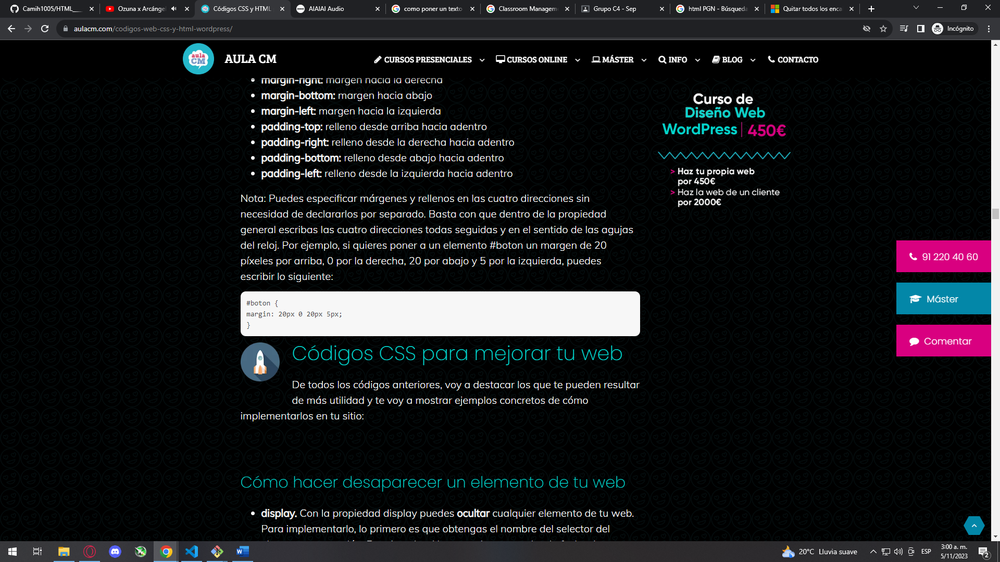 Camih1005/HTML__
Ozuna x Arcángel
Códigos CSS y HTML
AIAIAI Audio
como poner un texto
Classroom Managem
Grupo C4 - Sep
html PGN - Búsqueda
Quitar todos los enca
aulacm.com/codigos-web-css-y-html-wordpress/
Incógnito
aula CM
AULA CM
CURSOS PRESENCIALES
CURSOS ONLINE
MÁSTER
INFO
BLOG
CONTACTO
margin-right: margen hacia la derecha
margin-bottom: margen hacia abajo
margin-left: margen hacia la izquierda
padding-top: relleno desde arriba hacia adentro
padding-right: relleno desde la derecha hacia adentro
padding-bottom: relleno desde abajo hacia adentro
padding-left: relleno desde la izquierda hacia adentro
Nota: Puedes especificar márgenes y rellenos en las cuatro direcciones sin
necesidad de declararlos por separado. Basta con que dentro de la propiedad
general escribas las cuatro direcciones todas seguidas y en el sentido de las agujas
del reloj. Por ejemplo, si quieres poner a un elemento #boton un margen de 20
píxeles por arriba, 0 por la derecha, 20 por abajo y 5 por la izquierda, puedes
escribir lo siguiente:
#boton {
margin: 20px 0 20px 5px;
}
Códigos CSS para mejorar tu web
De todos los códigos anteriores, voy a destacar los que te pueden resultar
de más utilidad y te voy a mostrar ejemplos concretos de cómo
implementarlos en tu sitio:
Cómo hacer desaparecer un elemento de tu web
display. Con la propiedad display puedes ocultar cualquier elemento de tu web.
Para implementarlo, lo primero es que obtengas el nombre del selector del
Curso de
Diseño Web
WordPress | 450€
> Haz tu propia web
por 450€
> Haz la web de un cliente
por 2000€
91 220 40 60
Máster
Comentar
20°C Lluvia suave
ESP
3:00 a. m.
5/11/2023
2